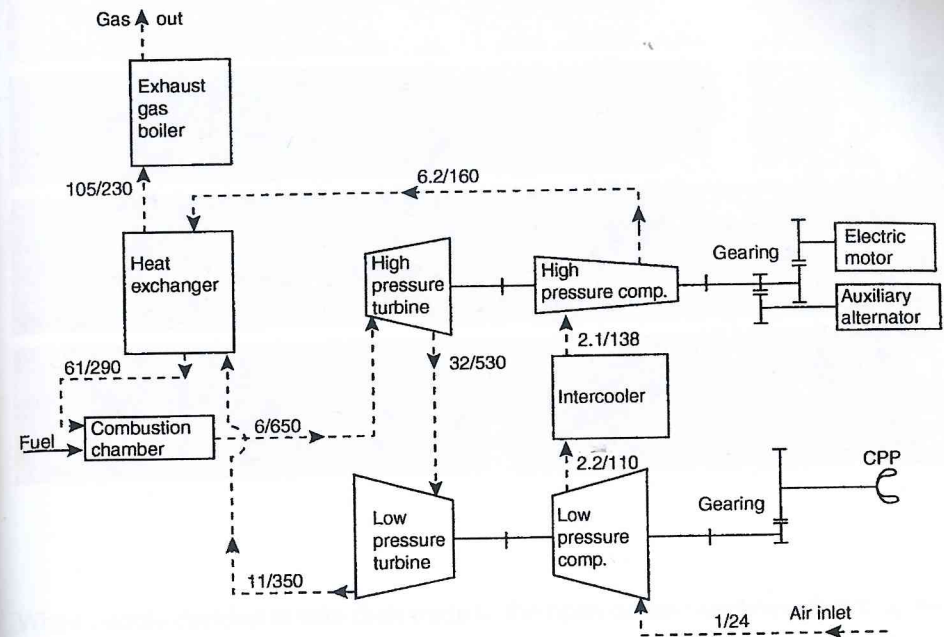 Gas out
Exhaust
gas
boiler
105/230
6.2/160
Heat
exchanger
High
pressure
turbine
High
pressure comp.
Gearing
Electric
motor
Auxiliary
alternator
61/290
32/530
2.1/138
Intercooler
Fuel
Combustion
chamber
6/650
2.2/110
CPP
Gearing
Low
pressure
turbine
Low
pressure
comp.
11/350
1/24
Air inlet